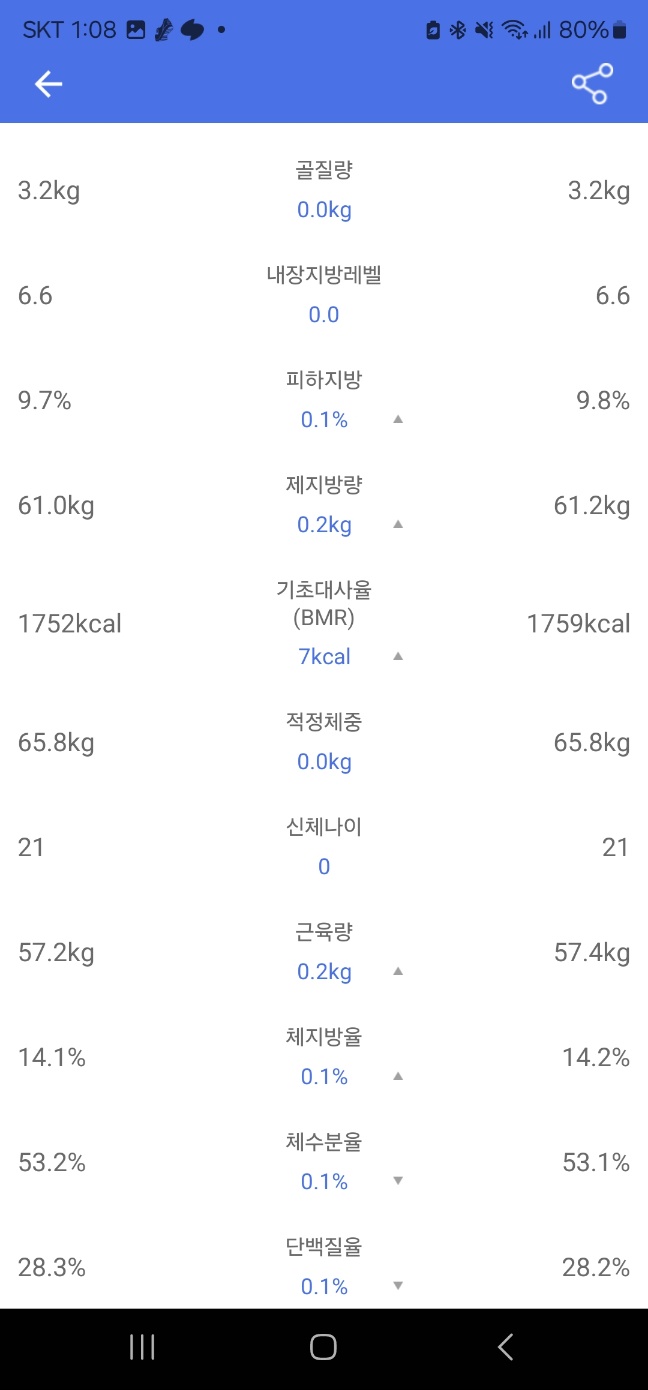 SKT 1:08 80%
골질량
3.2kg 3.2kg
0.0kg
내장지방레벨
6.6 6.6
0.0
피하지방
9.7% 9.8%
0.1% ▲
제지방량
61.0kg 61.2kg
0.2kg ▲
기초대사율
(BMR)
1752kcal 1759kcal
7kcal ▲
적정체중
65.8kg 65.8kg
0.0kg
신체나이
21 21
0
근육량
57.2kg 57.4kg
0.2kg ▲
체지방율
14.1% 14.2%
0.1% ▲
체수분율
53.2% 53.1%
0.1% ▼
단백질율
28.3% 28.2%
0.1% ▼